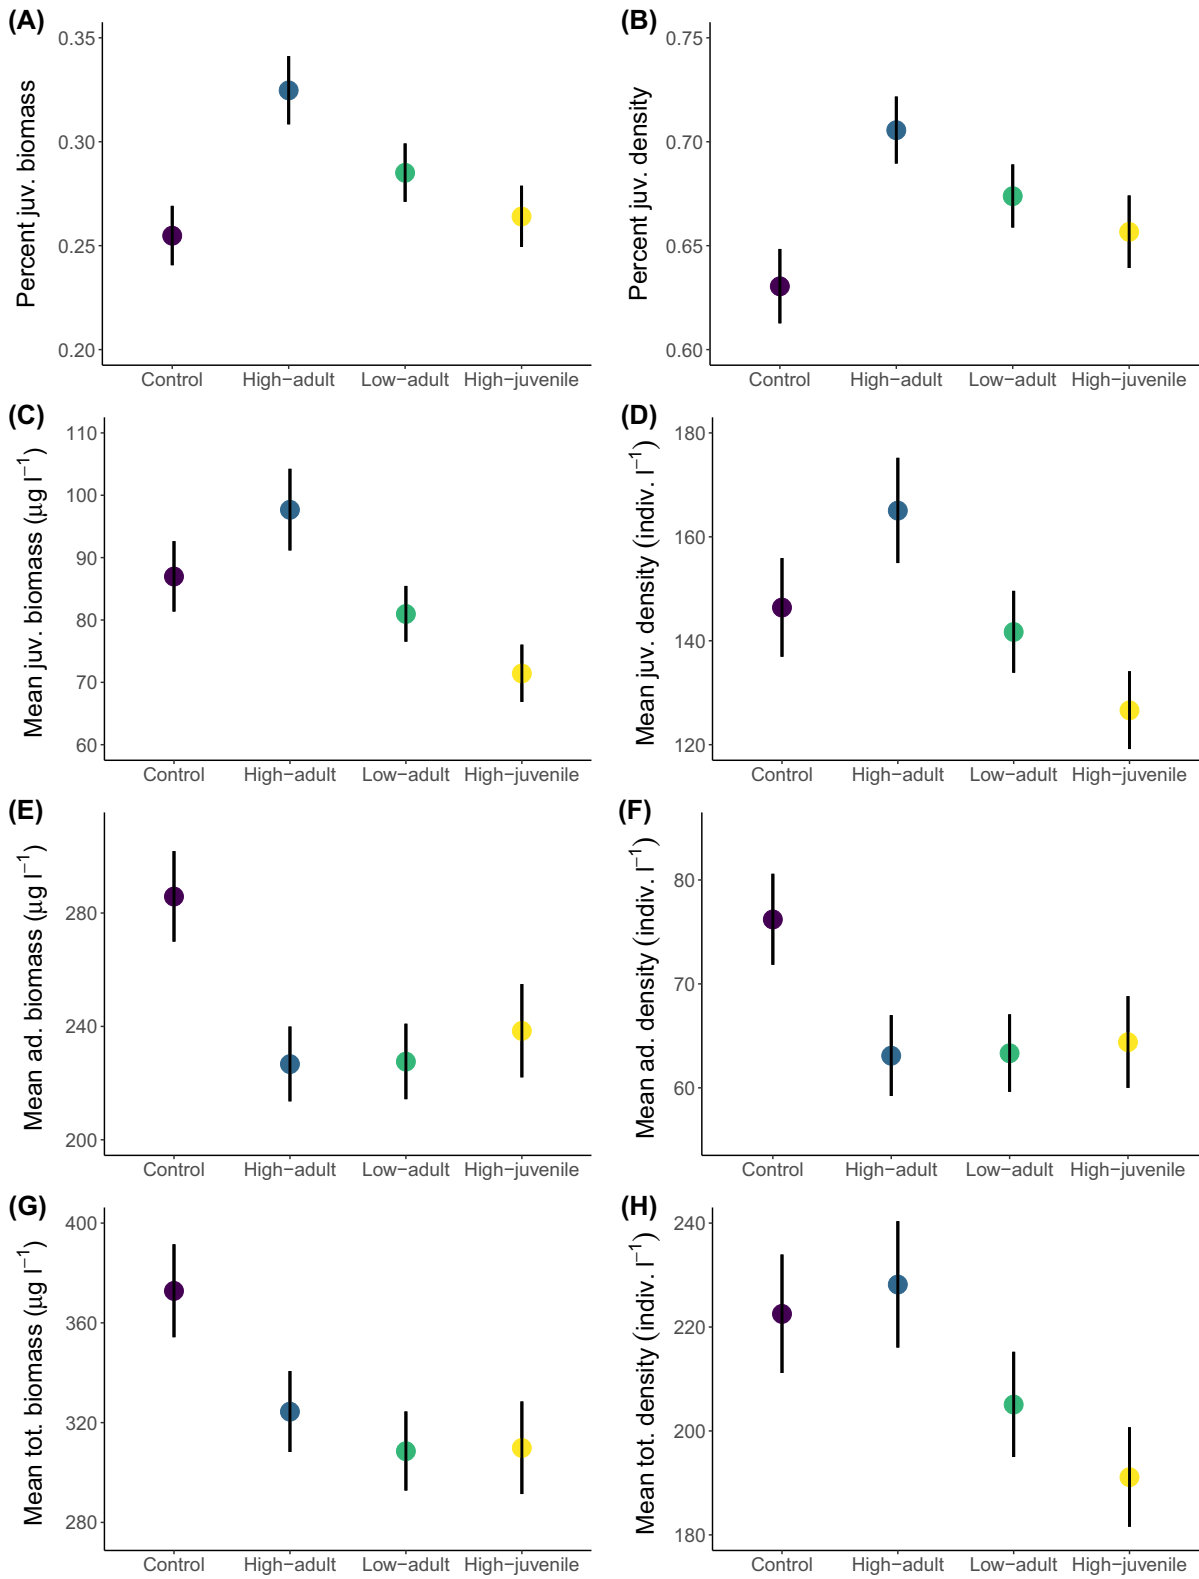 (A)
Percent juv. biomass
0.35
0.30
0.25
0.20
Control High−adult Low−adult High−juvenile
(B)
Percent juv. density
0.75
0.70
0.65
0.60
Control High−adult Low−adult High−juvenile
(C)
Mean juv. biomass (μg l⁻¹)
110
100
90
80
70
60
Control High−adult Low−adult High−juvenile
(D)
Mean juv. density (indiv. l⁻¹)
180
160
140
120
Control High−adult Low−adult High−juvenile
(E)
Mean ad. biomass (μg l⁻¹)
280
240
200
Control High−adult Low−adult High−juvenile
(F)
Mean ad. density (indiv. l⁻¹)
80
70
60
Control High−adult Low−adult High−juvenile
(G)
Mean tot. biomass (μg l⁻¹)
400
360
320
280
Control High−adult Low−adult High−juvenile
(H)
Mean tot. density (indiv. l⁻¹)
240
220
200
180
Control High−adult Low−adult High−juvenile